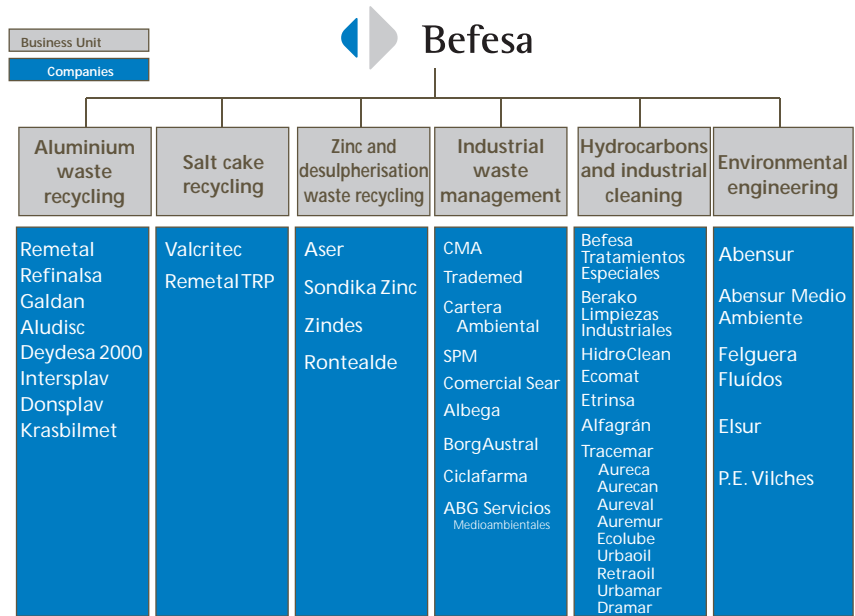 Business Unit
Companies
Befesa
Aluminium
waste
recycling
Remetal
Refinalsa
Galdan
Aludisc
Deydesa 2000
Intersplav
Donsplav
Krasbilmet
Salt cake
recycling
Valcritec
Remetal TRP
Zinc and
desulpherisation
waste recycling
Aser
Sondika Zinc
Zindes
Rontealde
Industrial
waste
management
CMA
Trademed
Cartera
Ambiental
SPM
Comercial Sear
Albega
BorgAustral
Ciclafarma
ABG Servicios
Medioambientales
Hydrocarbons
and industrial
cleaning
Befesa
Tratamientos
Especiales
Berako
Limpiezas
Industriales
HidroClean
Ecomat
Etrinsa
Alfagrán
Tracemar
Aureca
Aurecan
Aureval
Auremur
Ecolube
Urbaoil
Retraoil
Urbamar
Dramar
Environmental
engineering
Abensur
Abensur Medio
Ambiente
Felguera
Fluídos
Elsur
P.E. Vilches